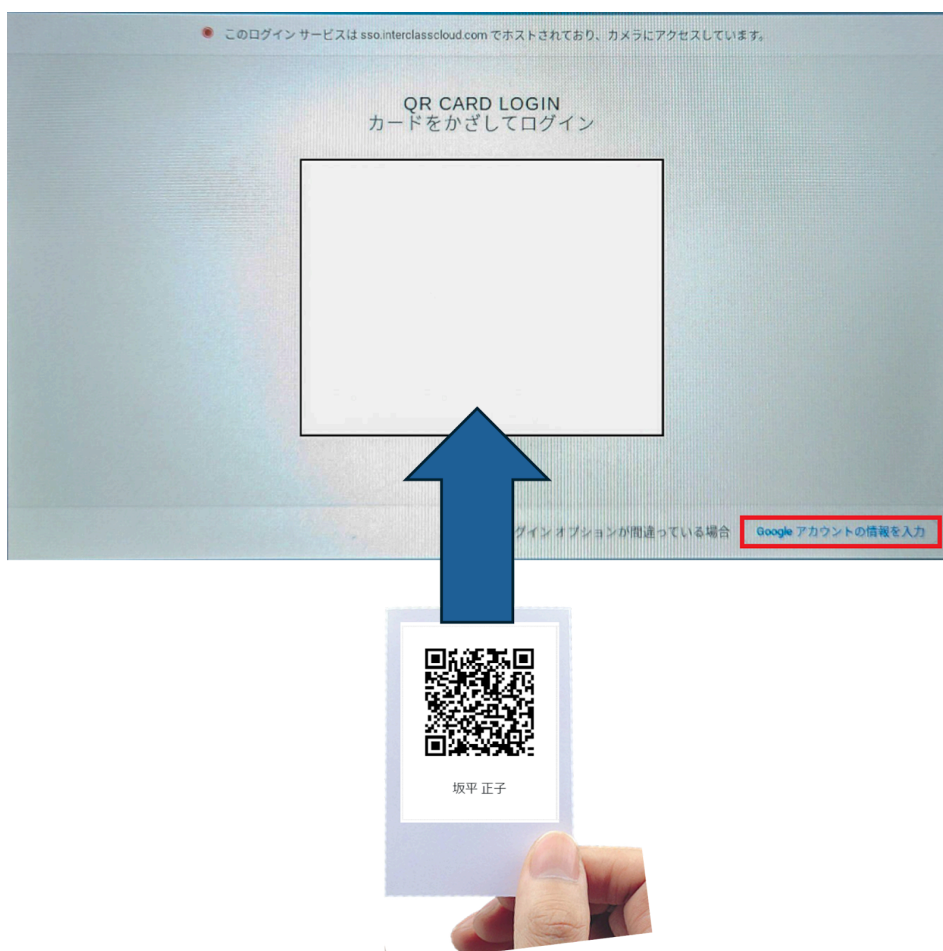 このログイン サービスは sso.interclasscloud.com でホストされており、カメラにアクセスしています。
QR CARD LOGIN
カードをかざしてログイン
グイン オプションが間違っている場合 Google アカウントの情報を入力
坂平 正子